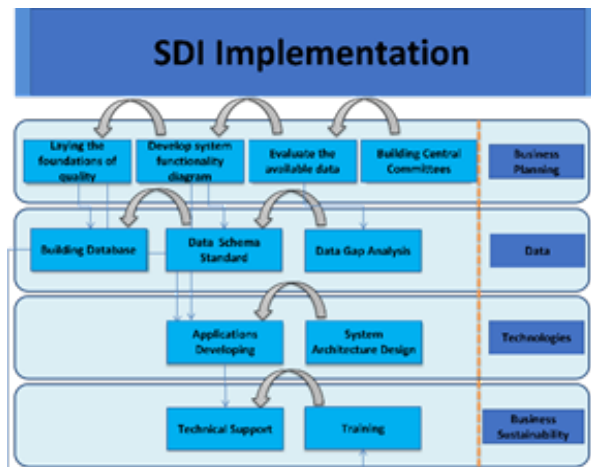 SDI Implementation
Laying the
foundations of
quality
Develop system
functionality
diagram
Evaluate the
available data
Building Central
Committees
Business
Planning
Building Database
Data Schema
Standard
Data Gap Analysis
Data
Applications
Developing
System
Architecture Design
Technologies
Technical Support
Training
Business
Sustainability